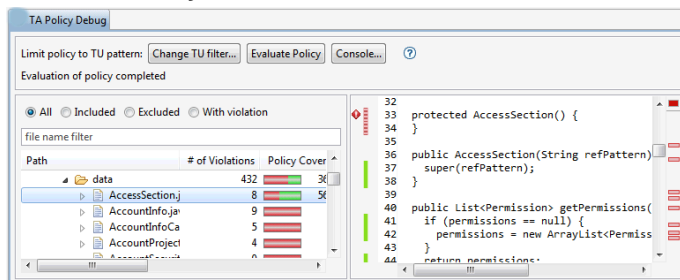 TA Policy Debug
Limit policy to TU pattern: Change TU filter... Evaluate Policy Console...
Evaluation of policy completed
All Included Excluded With violation
file name filter
Path # of Violations Policy Cover
data 432 36
AccessSection.j 8 56
AccountInfo.jav 9
AccountInfoCa 5
AccountProject 4
32
33 protected AccessSection() {
34 }
35
36 public AccessSection(String refPattern)
37 super(refPattern);
38 }
39
40 public List<Permission> getPermissions(
41 if (permissions == null) {
42 permissions = new ArrayList<Permiss
43 }
44 return permissions;